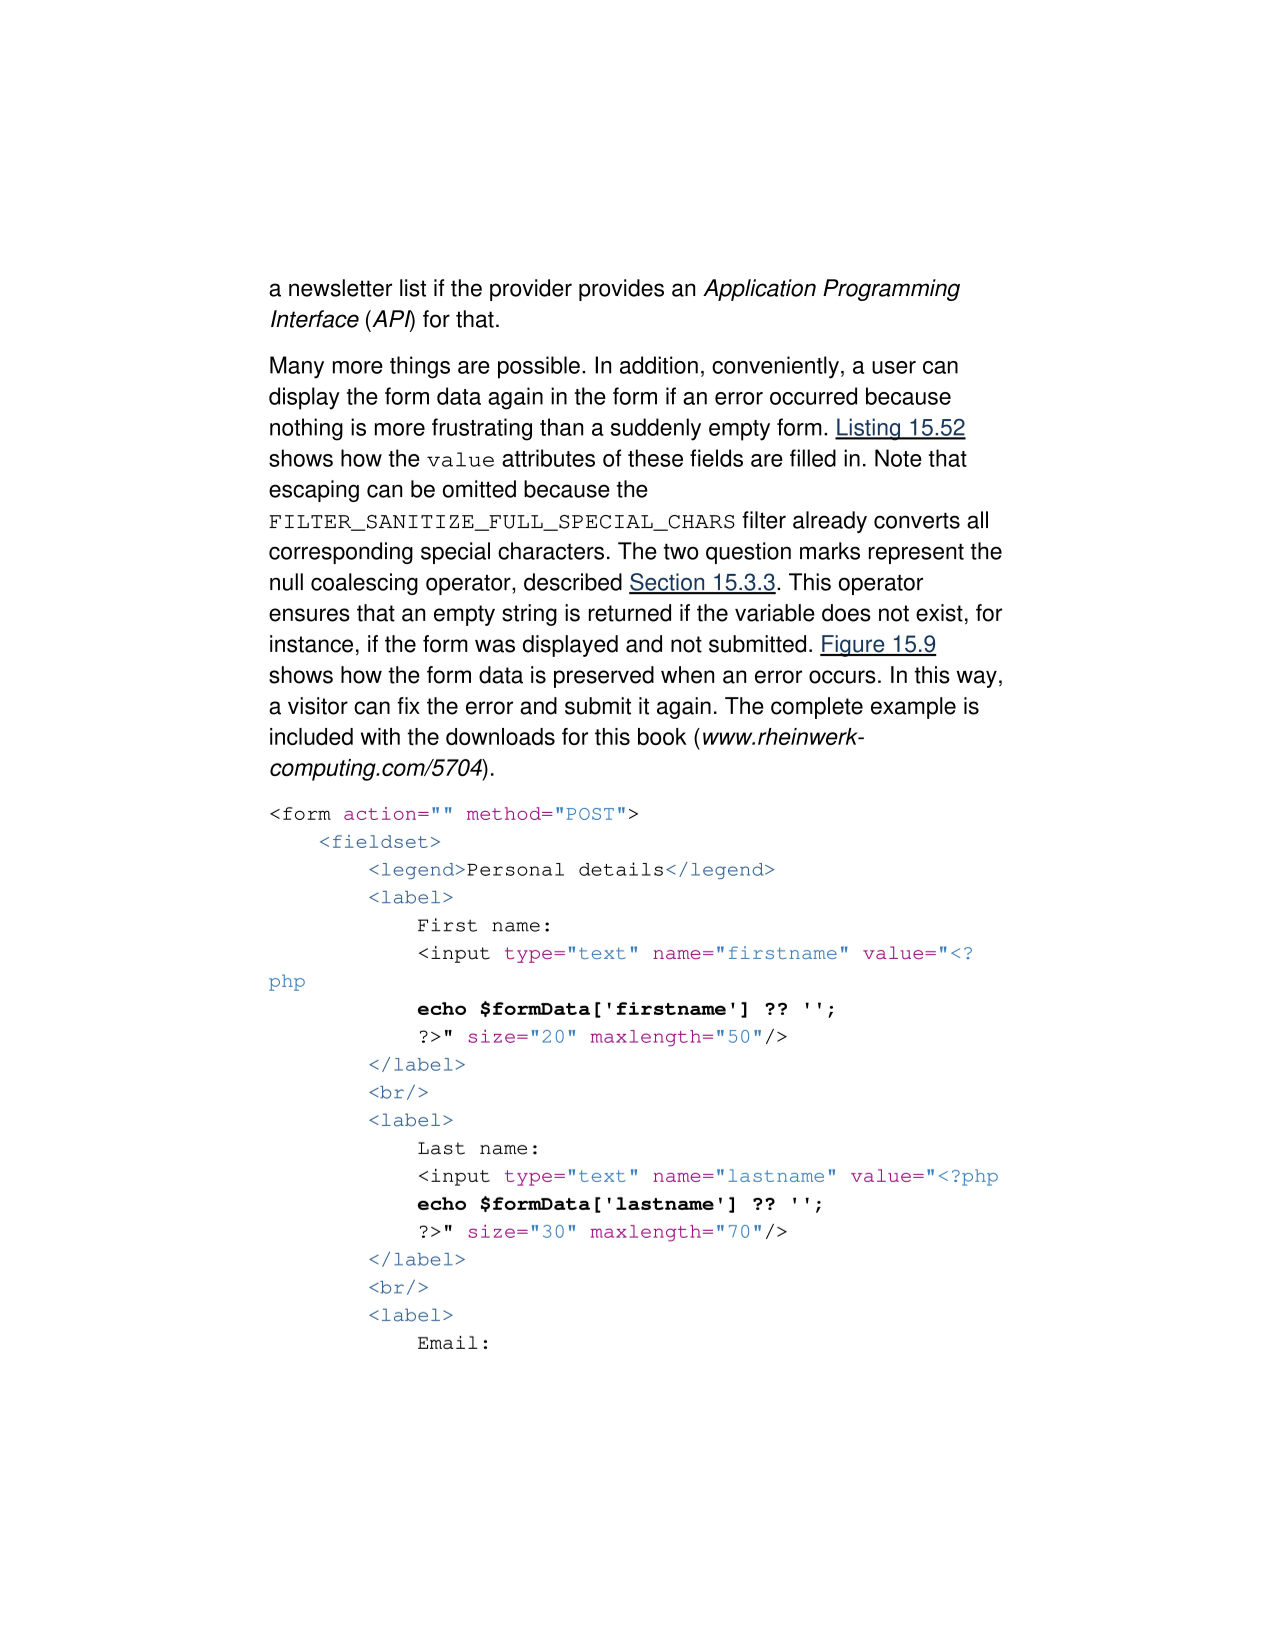 a newsletter list if the provider provides an Application Programming
Interface (API) for that.
Many more things are possible. In addition, conveniently, a user can
display the form data again in the form if an error occurred because
nothing is more frustrating than a suddenly empty form. Listing 15.52
shows how the value attributes of these fields are filled in. Note that
escaping can be omitted because the
FILTER_SANITIZE_FULL_SPECIAL_CHARS filter already converts all
corresponding special characters. The two question marks represent the
null coalescing operator, described Section 15.3.3. This operator
ensures that an empty string is returned if the variable does not exist, for
instance, if the form was displayed and not submitted. Figure 15.9
shows how the form data is preserved when an error occurs. In this way,
a visitor can fix the error and submit it again. The complete example is
included with the downloads for this book (www.rheinwerk-
computing.com/5704).
<form action="" method="POST">
    <fieldset>
        <legend>Personal details</legend>
        <label>
            First name:
            <input type="text" name="firstname" value="<?
php
            echo $formData['firstname'] ?? '';
            ?>" size="20" maxlength="50"/>
        </label>
        <br/>
        <label>
            Last name:
            <input type="text" name="lastname" value="<?php
            echo $formData['lastname'] ?? '';
            ?>" size="30" maxlength="70"/>
        </label>
        <br/>
        <label>
            Email: